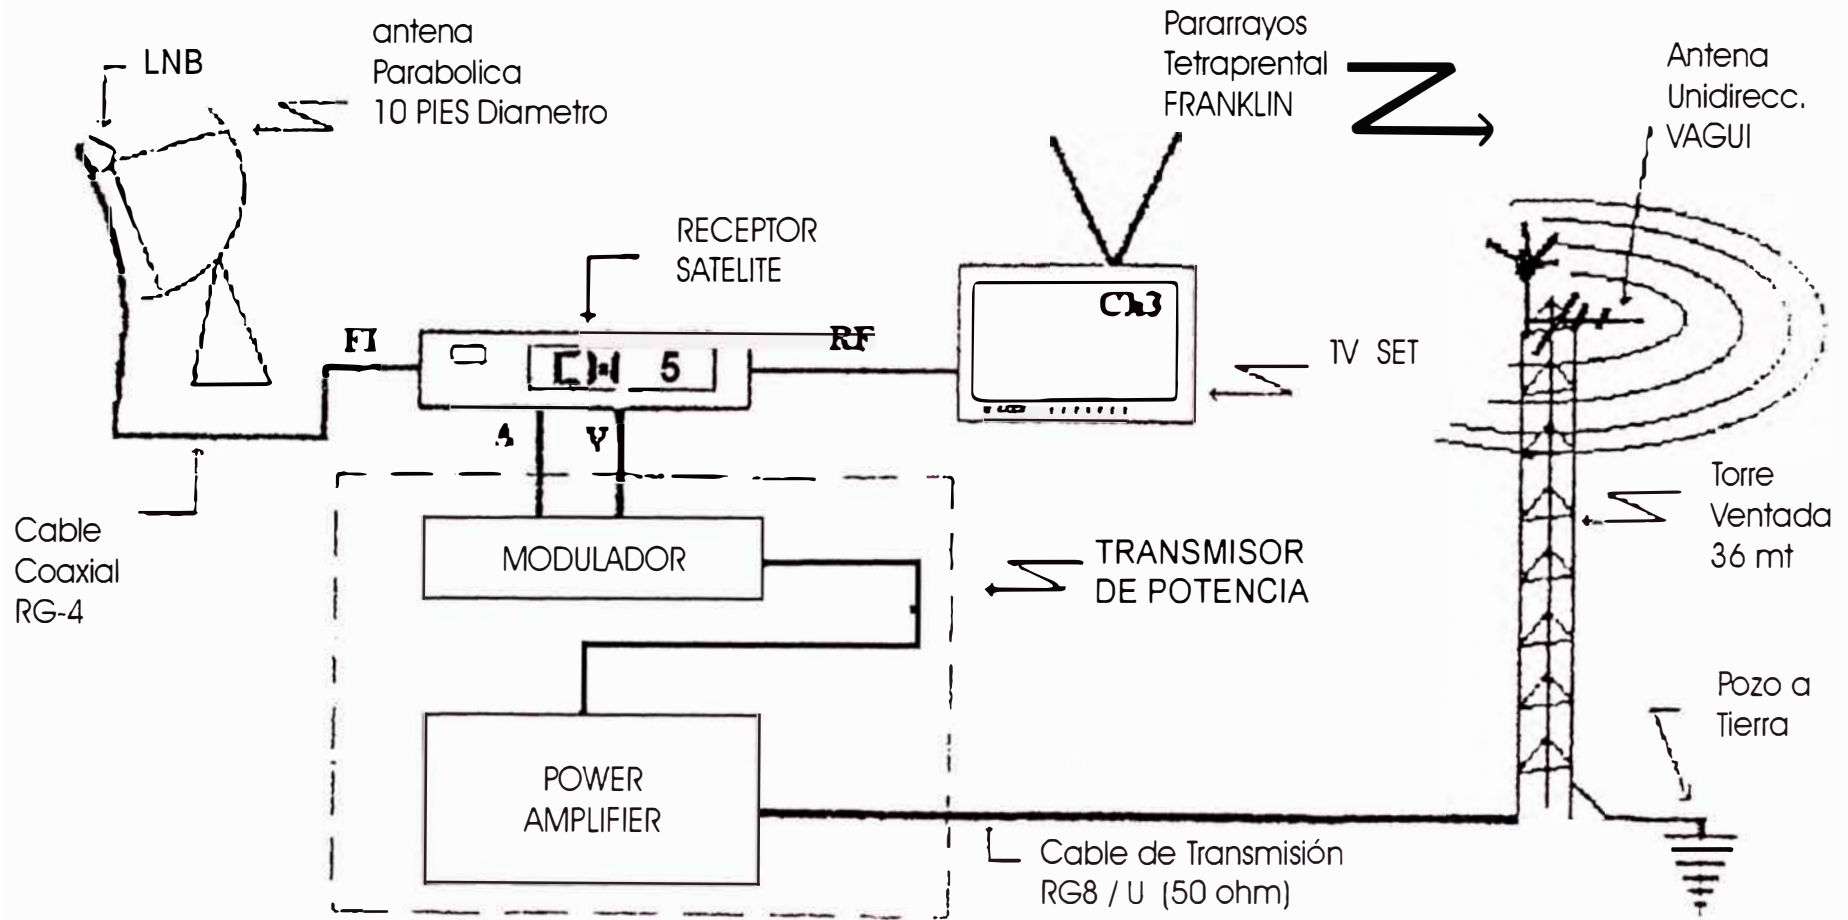 LNB
antena
Parabolica
10 PIES Diametro
Pararrayos
Tetraprental
FRANKLIN
Antena
Unidirecc.
VAGUI
RECEPTOR
SATELITE
FI
RF
Ch3
5
TV SET
A
V
Cable
Coaxial
RG-4
MODULADOR
TRANSMISOR
DE POTENCIA
Torre
Ventada
36 mt
POWER
AMPLIFIER
Pozo a
Tierra
Cable de Transmisión
RG8 / U (50 ohm)